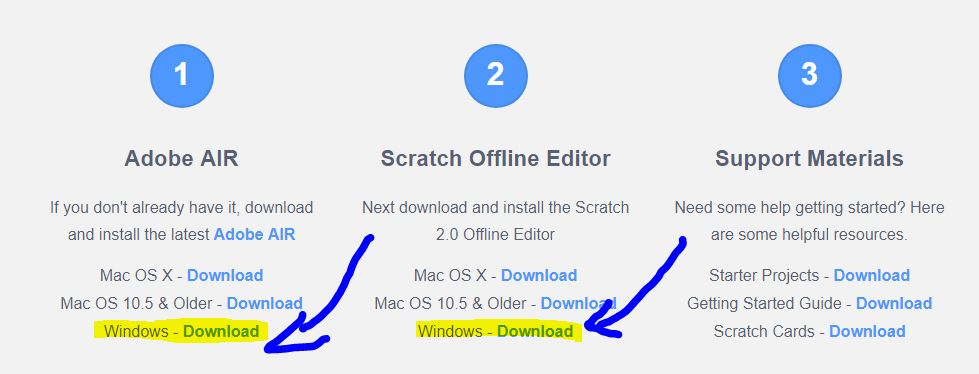 1
Adobe AIR
If you don't already have it, download
and install the latest Adobe AIR
Mac OS X - Download
Mac OS 10.5 & Older - Download
Windows - Download
2
Scratch Offline Editor
Next download and install the Scratch
2.0 Offline Editor
Mac OS X - Download
Mac OS 10.5 & Older - Download
Windows - Download
3
Support Materials
Need some help getting started? Here
are some helpful resources.
Starter Projects - Download
Getting Started Guide - Download
Scratch Cards - Download